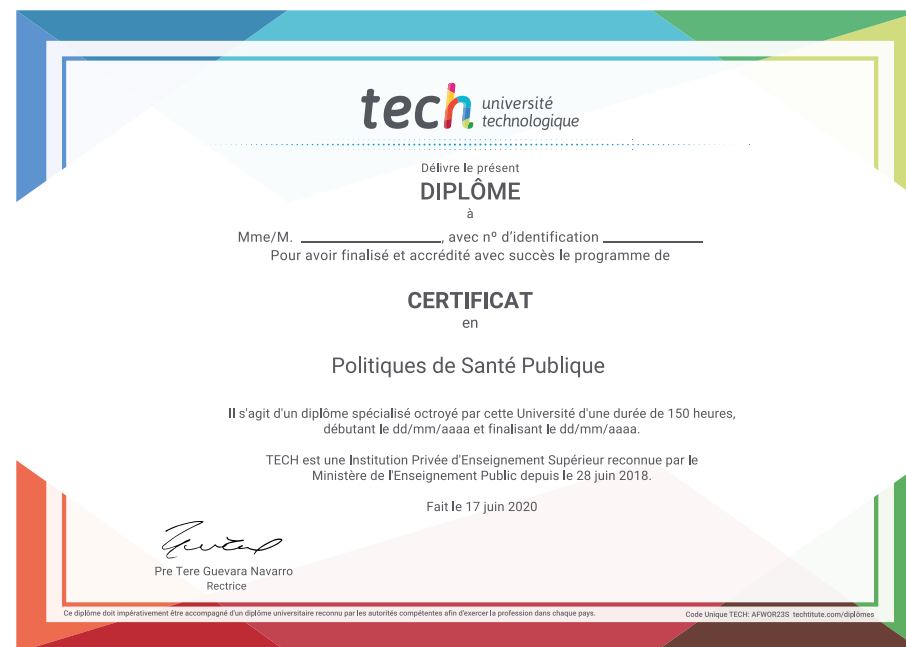 tech université
technologique
Délivre le présent
DIPLÔME
à
Mme/M. ____________________, avec nº d'identification ______________
Pour avoir finalisé et accrédité avec succès le programme de
CERTIFICAT
en
Politiques de Santé Publique
Il s'agit d'un diplôme spécialisé octroyé par cette Université d'une durée de 150 heures,
débutant le dd/mm/aaaa et finalisant le dd/mm/aaaa.
TECH est une Institution Privée d'Enseignement Supérieur reconnue par le
Ministère de l'Enseignement Public depuis le 28 juin 2018.
Fait le 17 juin 2020
Pre Tere Guevara Navarro
Rectrice
Ce diplôme doit impérativement être accompagné d'un diplôme universitaire reconnu par les autorités compétentes afin d'exercer la profession dans chaque pays.
Code Unique TECH: AFWOR23S techtitute.com/diplômes